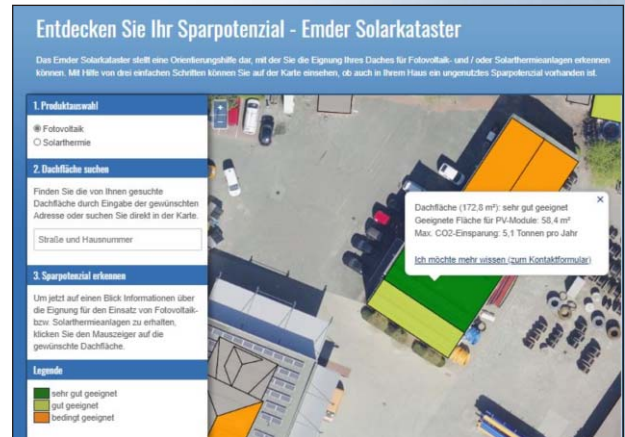 Entdecken Sie Ihr Sparpotenzial - Emder Solarkataster
Das Emder Solarkataster stellt eine Orientierungshilfe dar, mit der Sie die Eignung Ihres Daches für Fotovoltaik- und / oder Solarthermieanlagen erkennen
können. Mit Hilfe von drei einfachen Schritten können Sie auf der Karte einsehen, ob auch in Ihrem Haus ein ungenutztes Sparpotenzial vorhanden ist.
1. Produktauswahl
Fotovoltaik
Solarthermie
2. Dachfläche suchen
Finden Sie die von Ihnen gesuchte
Dachfläche durch Eingabe der gewünschten
Adresse oder suchen Sie direkt in der Karte.
Straße und Hausnummer
3. Sparpotenzial erkennen
Um jetzt auf einen Blick Informationen über
die Eignung für den Einsatz von Fotovoltaik-
bzw. Solarthermieanlagen zu erhalten,
klicken Sie den Mauszeiger auf die
gewünschte Dachfläche.
Legende
sehr gut geeignet
gut geeignet
bedingt geeignet
Dachfläche (172,8 m²): sehr gut geeignet
Geeignete Fläche für PV-Module: 58,4 m²
Max. CO2-Einsparung: 5,1 Tonnen pro Jahr
Ich möchte mehr wissen (zum Kontaktformular)